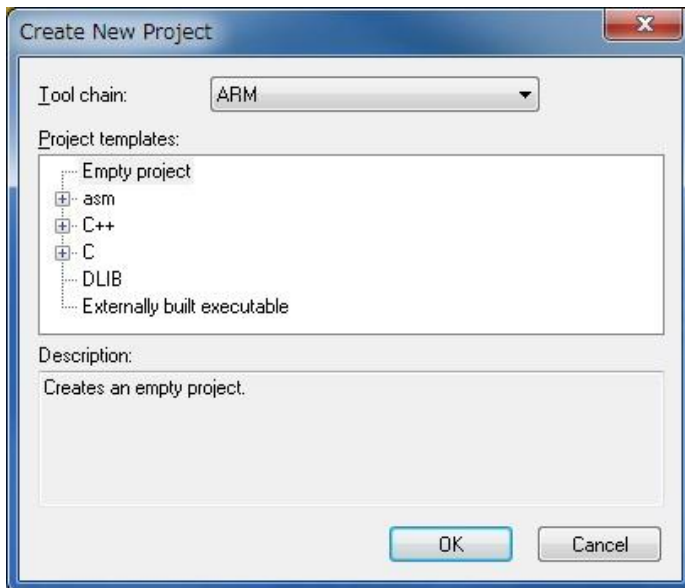 Create New Project
Tool chain: ARM
Project templates:
Empty project
asm
C++
C
DLIB
Externally built executable
Description:
Creates an empty project.
OK Cancel